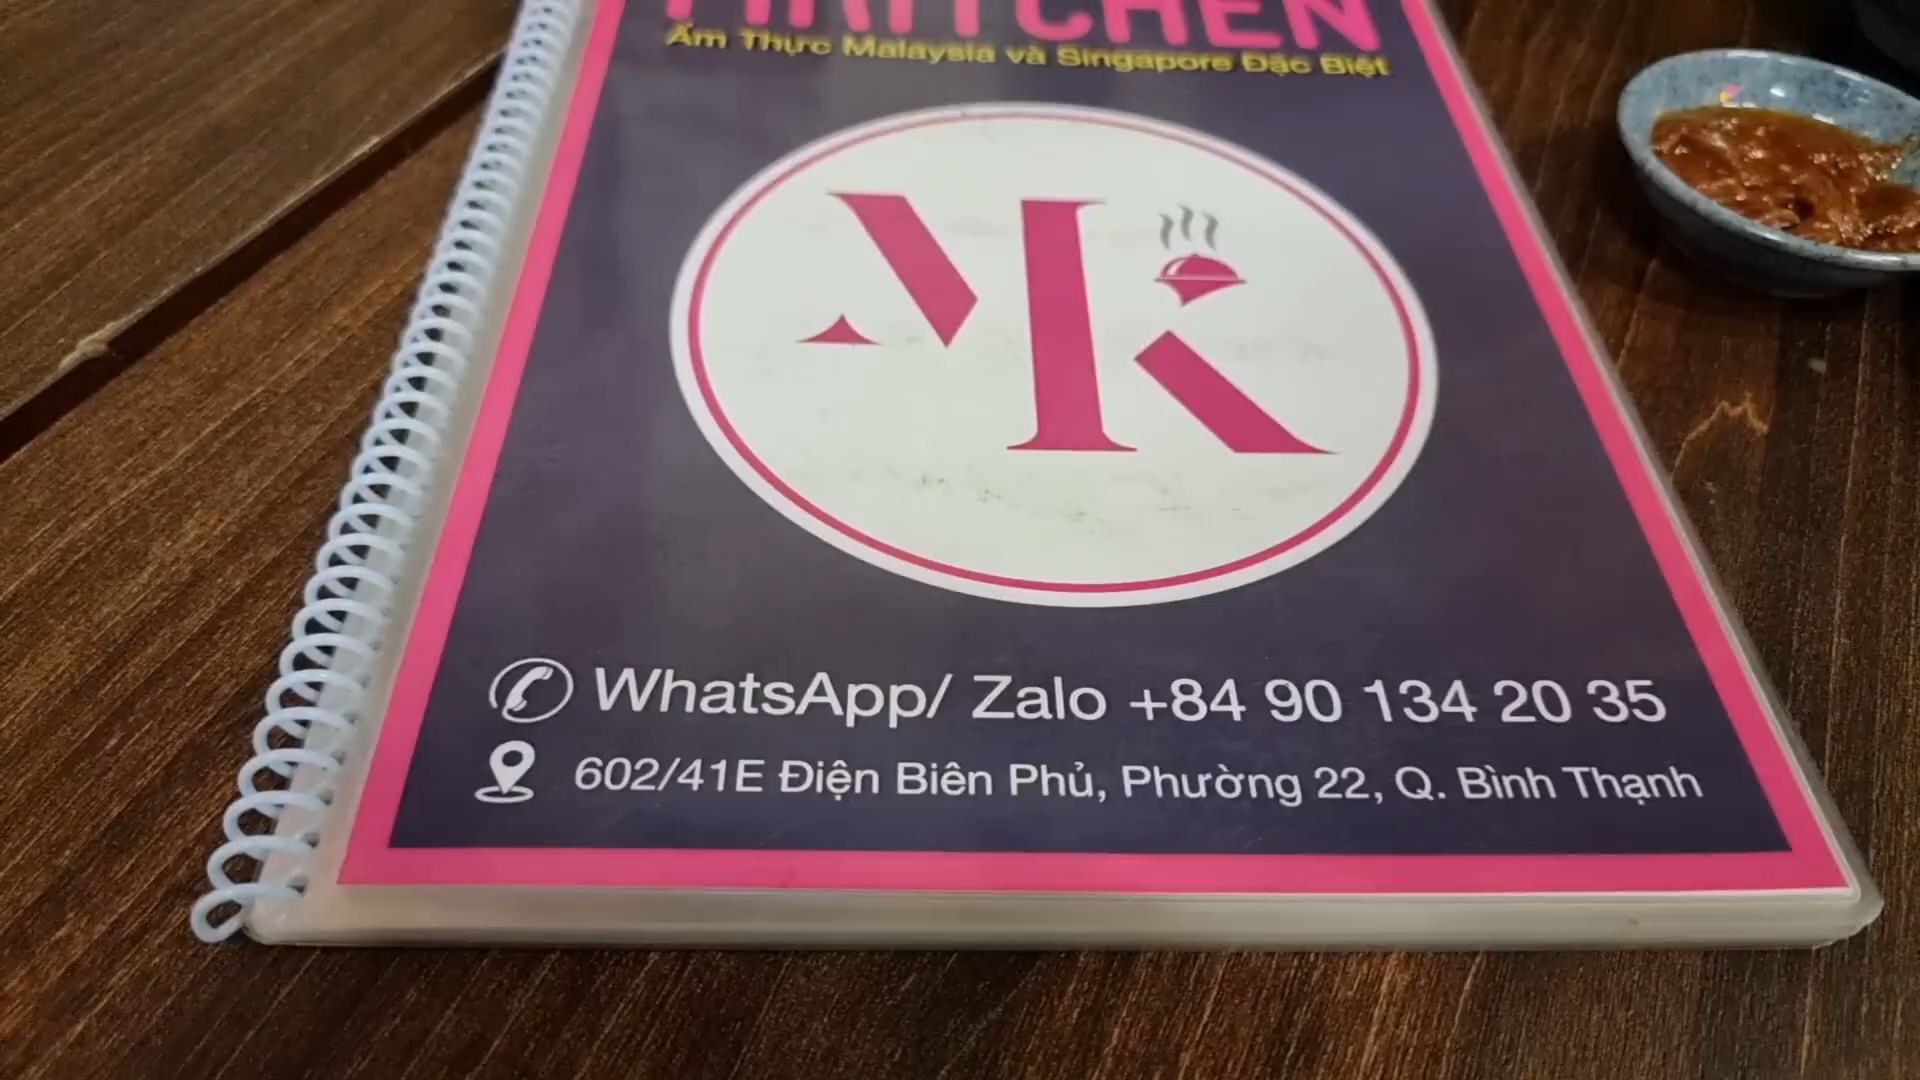 Ẩm Thực Malaysia và Singapore Đặc Biệt
MK
WhatsApp/ Zalo +84 90 134 20 35
602/41E Điện Biên Phủ, Phường 22, Q. Bình Thạnh